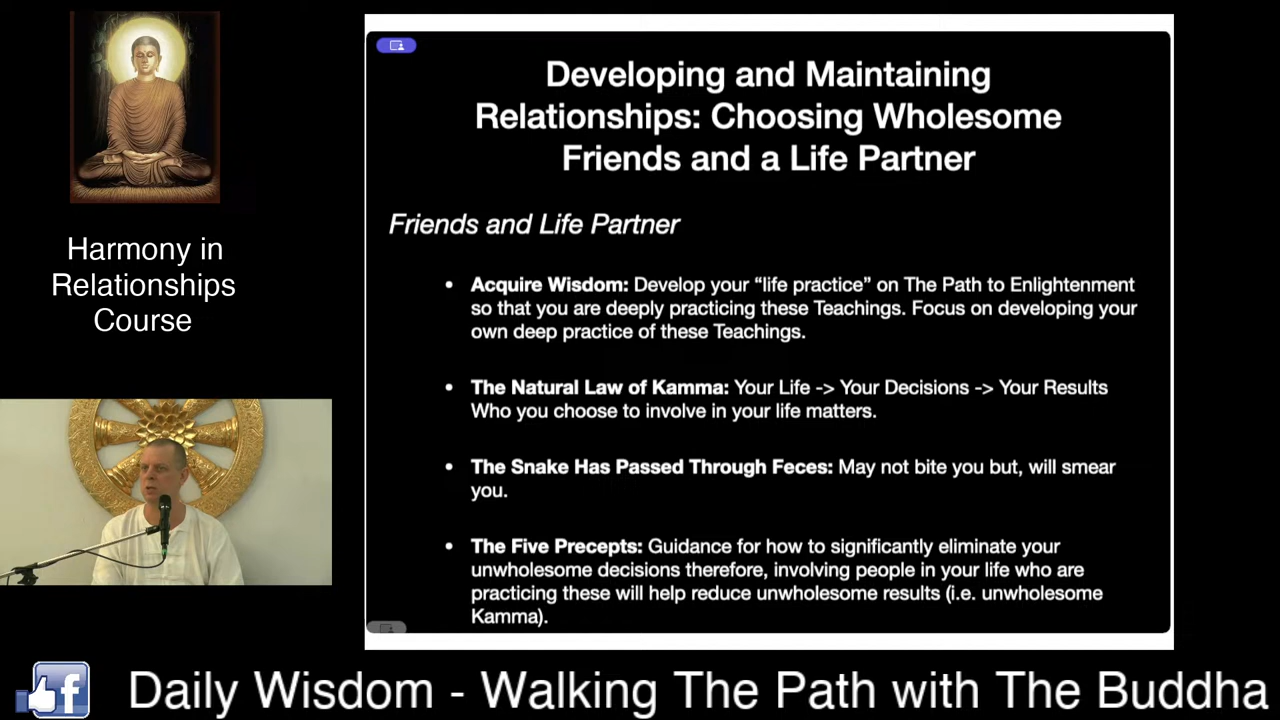 Harmony in
Relationships
Course
Developing and Maintaining
Relationships: Choosing Wholesome
Friends and a Life Partner
Friends and Life Partner
• Acquire Wisdom: Develop your “life practice” on The Path to Enlightenment
so that you are deeply practicing these Teachings. Focus on developing your
own deep practice of these Teachings.
• The Natural Law of Kamma: Your Life -> Your Decisions -> Your Results
Who you choose to involve in your life matters.
• The Snake Has Passed Through Feces: May not bite you but, will smear
you.
• The Five Precepts: Guidance for how to significantly eliminate your
unwholesome decisions therefore, involving people in your life who are
practicing these will help reduce unwholesome results (i.e. unwholesome
Kamma).
f Daily Wisdom - Walking The Path with The Buddha